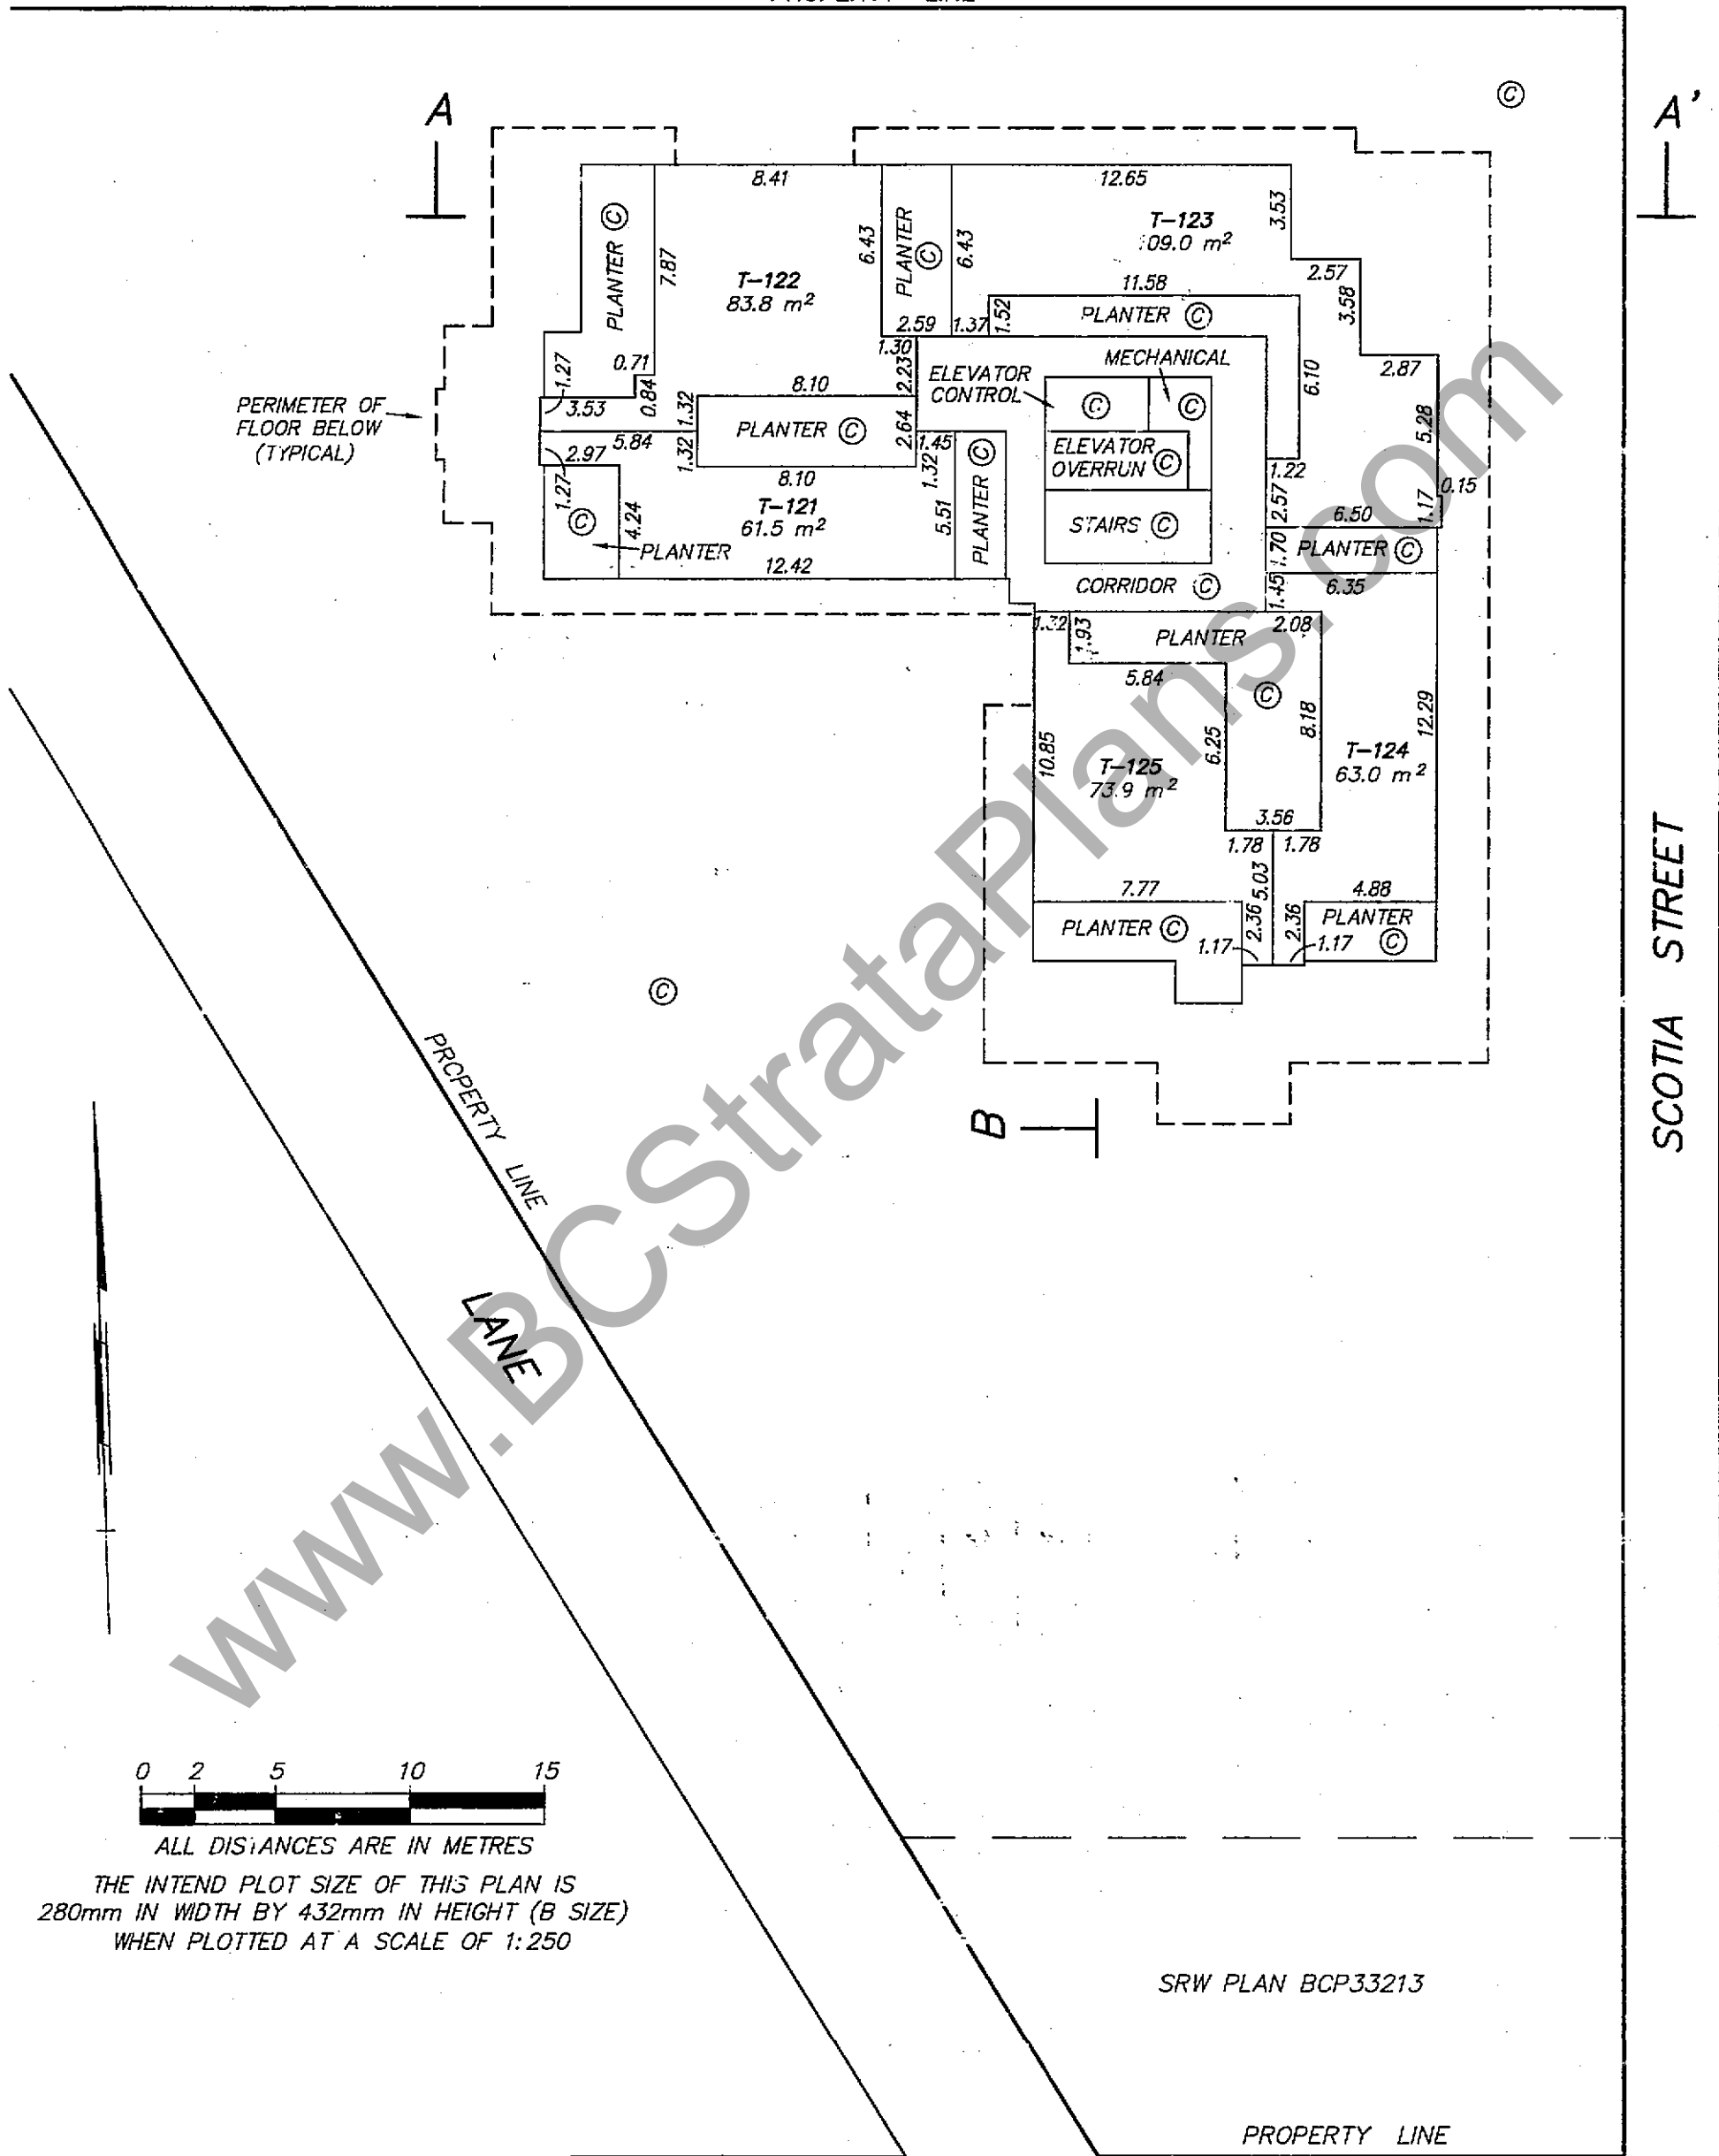 A
A'
Ⓒ
8.41
12.65
PLANTER Ⓒ
7.87
6.43
PLANTER Ⓒ
6.43
T-123
3.53
T-122
83.8 m²
2.57
3.58
11.58
1.52
PLANTER Ⓒ
2.59
1.37
1.30
2.23
MECHANICAL
ELEVATOR
CONTROL
Ⓒ
Ⓒ
6.10
2.87
1.27
0.71
0.84
3.53
8.10
1.32
PERIMETER OF
FLOOR BELOW
(TYPICAL)
PLANTER Ⓒ
2.64
5.84
1.32
1.45
1.32
ELEVATOR
OVERRUN Ⓒ
5.28
2.97
1.27
8.10
1.22
0.15
T-121
61.5 m²
Ⓒ
4.24
5.51
PLANTER Ⓒ
STAIRS Ⓒ
2.57
6.50
1.17
PLANTER
12.42
1.70
PLANTER Ⓒ
CORRIDOR Ⓒ
1.45
6.35
1.32
1.93
PLANTER
2.08
5.84
Ⓒ
10.85
6.25
8.18
12.29
T-125
73.9 m²
T-124
63.0 m²
3.56
1.78
1.78
5.03
7.77
4.88
PLANTER Ⓒ
2.36
2.36
PLANTER
Ⓒ
1.17
1.17
Ⓒ
B
SCOTIA STREET
PROPERTY LINE
LANE
www.BCStrataPlans.com
0 2 5 10 15
ALL DISTANCES ARE IN METRES
THE INTEND PLOT SIZE OF THIS PLAN IS
280mm IN WIDTH BY 432mm IN HEIGHT (B SIZE)
WHEN PLOTTED AT A SCALE OF 1:250
SRW PLAN BCP33213
PROPERTY LINE